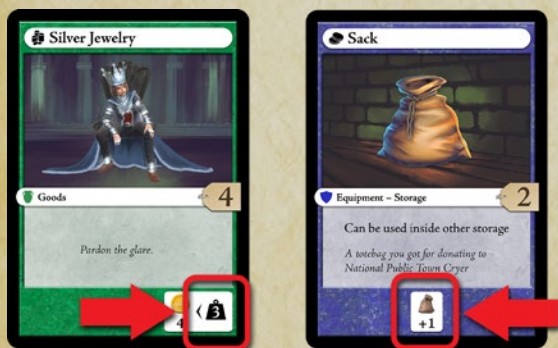 Silver Jewelry
Goods
4
Pardon the glare.
4
3
Sack
Equipment – Storage
2
Can be used inside other storage
A totebag you got for donating to
National Public Town Cryer
+1